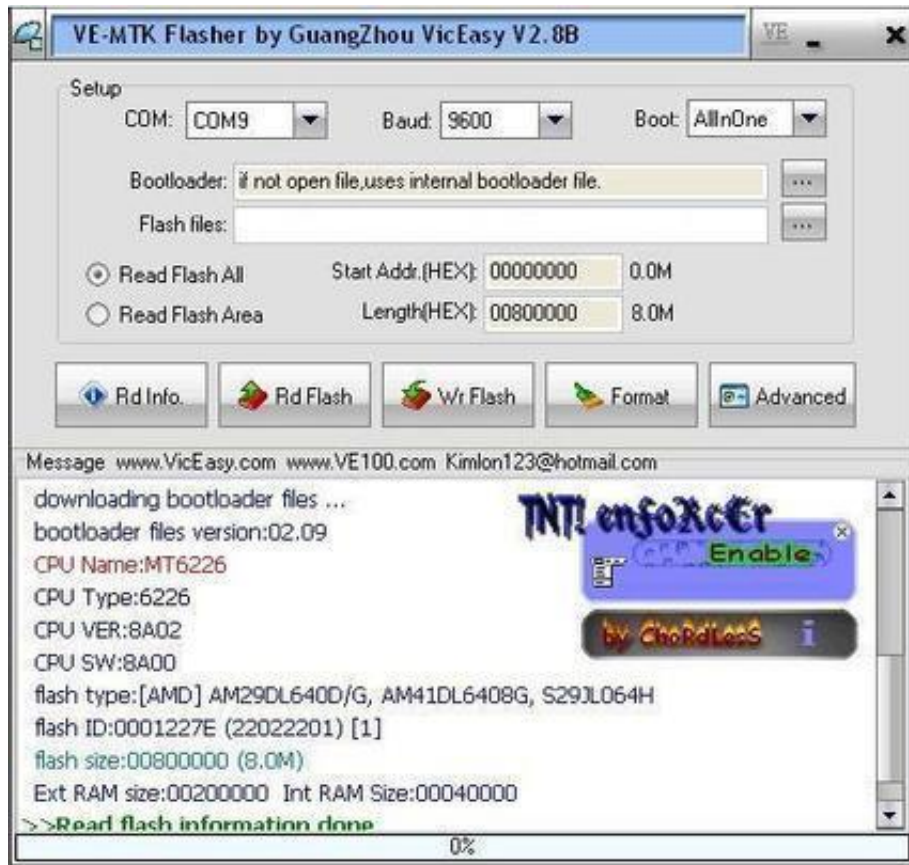 VE-MTK Flasher by GuangZhou VicEasy V2.8B VE
Setup
COM: COM9 Baud: 9600 Boot: AllInOne
Bootloader: if not open file,uses internal bootloader file. ...
Flash files: ...
Read Flash All Start Addr.(HEX): 00000000 0.0M
Read Flash Area Length(HEX): 00800000 8.0M
Rd Info. Rd Flash Wr Flash Format Advanced
Message www.VicEasy.com www.VE100.com Kimlon123@hotmail.com
downloading bootloader files ...
bootloader files version:02.09
CPU Name:MT6226
CPU Type:6226
CPU VER:8A02
CPU SW:8A00
flash type:[AMD] AM29DL640D/G, AM41DL6408G, S29JL064H
flash ID:0001227E (22022201) [1]
flash size:00800000 (8.0M)
Ext RAM size:00200000 Int RAM Size:00040000
>>Read flash information done
TNT! enfoRcEr
Enable
by ChoRdLesS i
0%